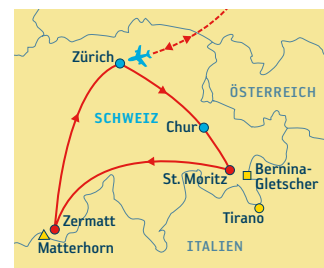 Zürich
ÖSTERREICH
SCHWEIZ
Chur
St. Moritz
Bernina-
Gletscher
Tirano
Zermatt
Matterhorn
ITALIEN